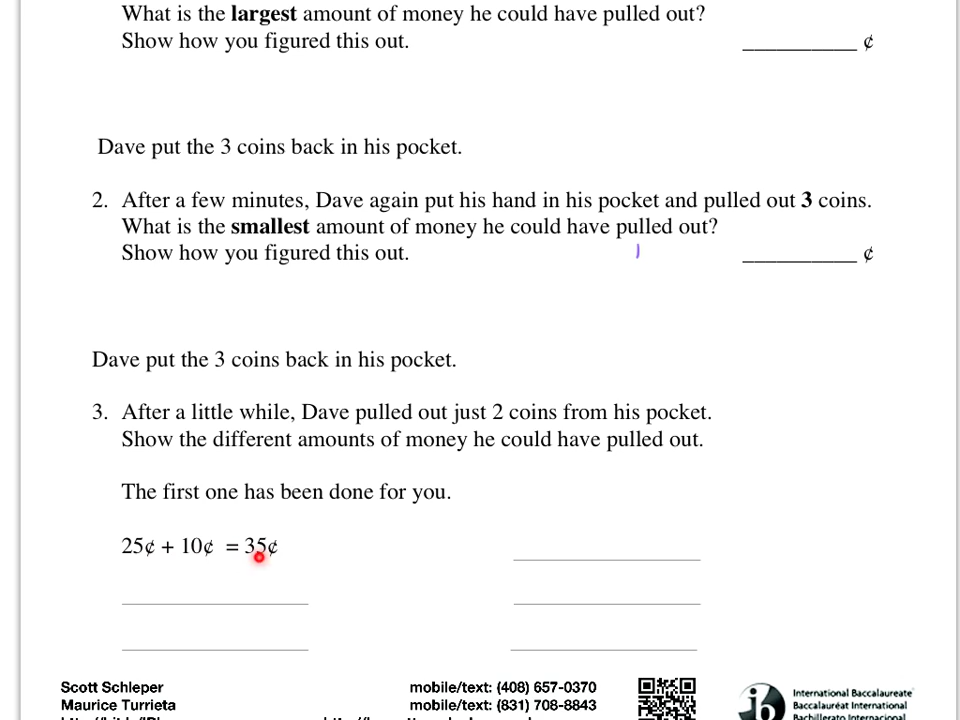 What is the largest amount of money he could have pulled out?
Show how you figured this out. __________ ¢
Dave put the 3 coins back in his pocket.
2. After a few minutes, Dave again put his hand in his pocket and pulled out 3 coins.
What is the smallest amount of money he could have pulled out?
Show how you figured this out. __________ ¢
Dave put the 3 coins back in his pocket.
3. After a little while, Dave pulled out just 2 coins from his pocket.
Show the different amounts of money he could have pulled out.
The first one has been done for you.
25¢ + 10¢ = 35¢
Scott Schleper
Maurice Turrieta
mobile/text: (408) 657-0370
mobile/text: (831) 708-8843
International Baccalaureate
Baccalauréat International
Bachillerato Internacional